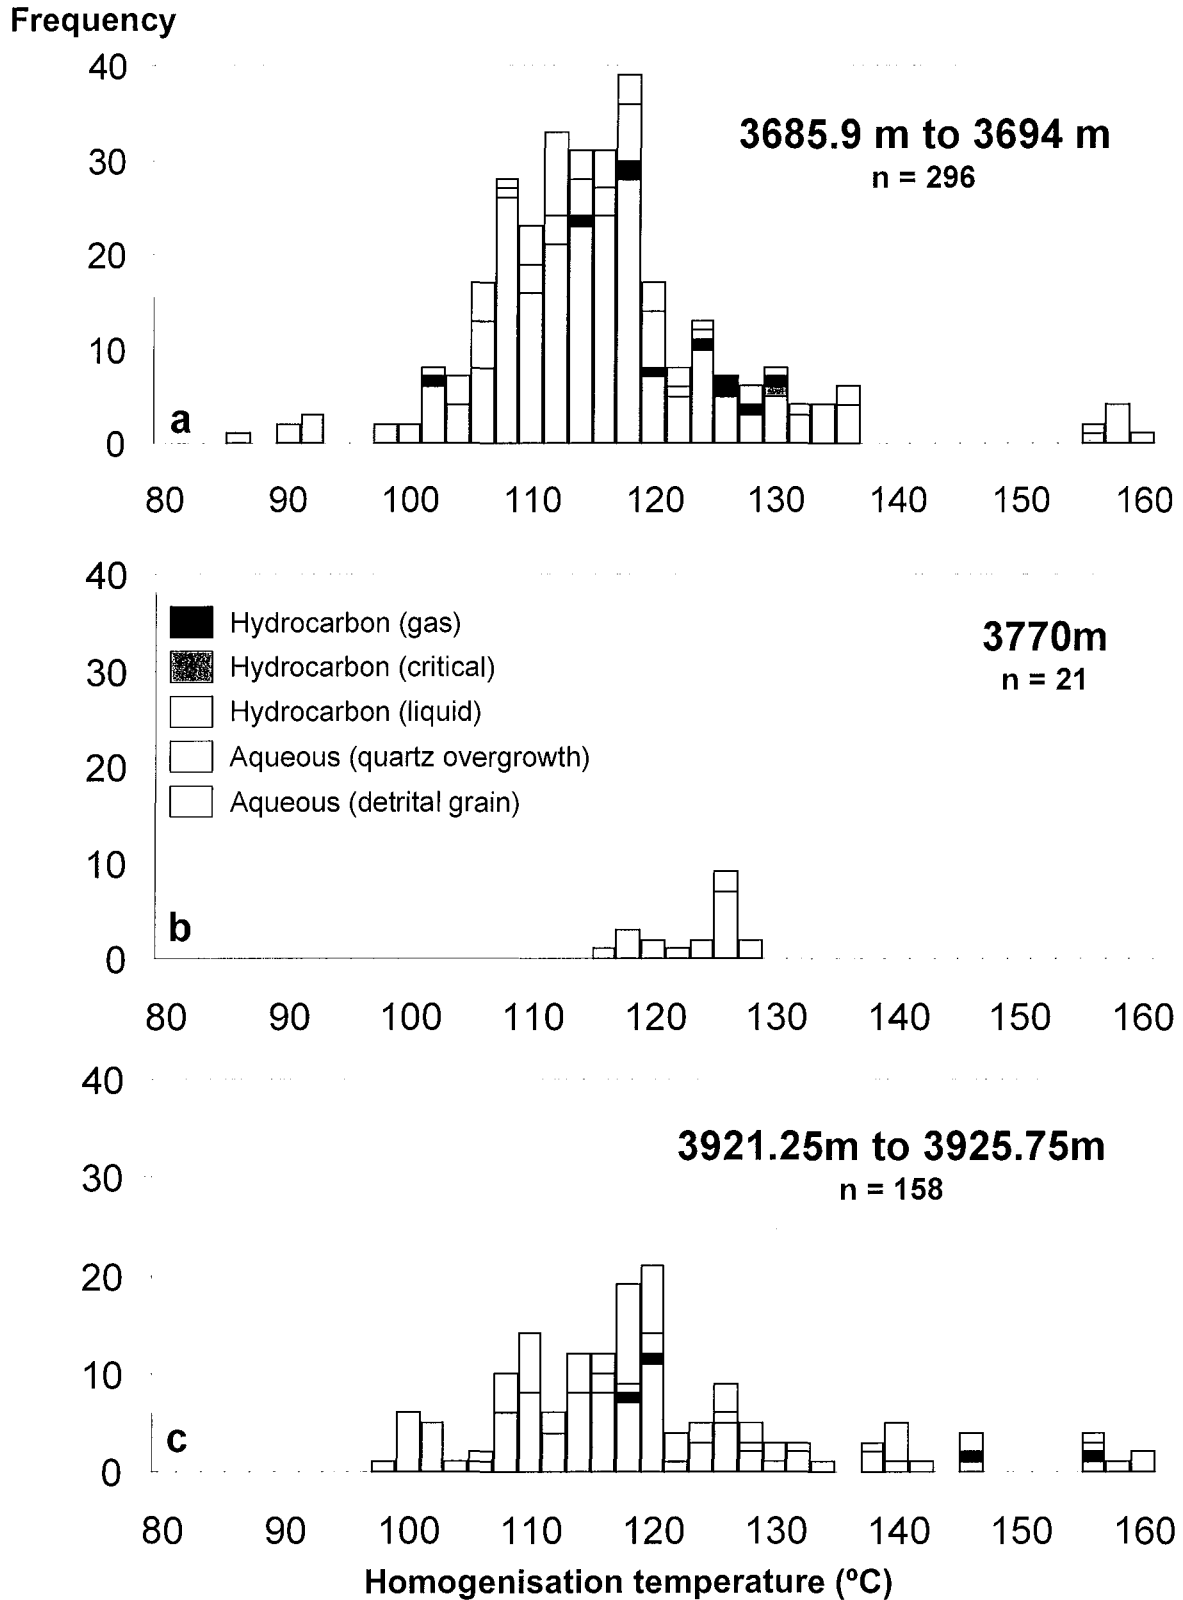 Frequency
40
30
20
10
0
3685.9 m to 3694 m
n = 296
a
80 90 100 110 120 130 140 150 160
40
30
20
10
0
Hydrocarbon (gas)
Hydrocarbon (critical)
Hydrocarbon (liquid)
Aqueous (quartz overgrowth)
Aqueous (detrital grain)
3770m
n = 21
b
80 90 100 110 120 130 140 150 160
40
30
20
10
0
3921.25m to 3925.75m
n = 158
c
80 90 100 110 120 130 140 150 160
Homogenisation temperature (ºC)